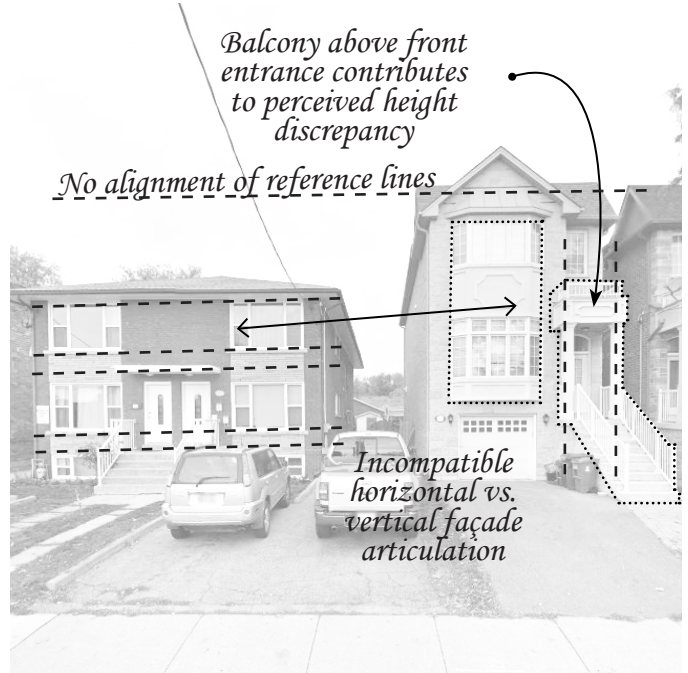 Balcony above front
entrance contributes
to perceived height
discrepancy
No alignment of reference lines
Incompatible
horizontal vs.
vertical façade
articulation